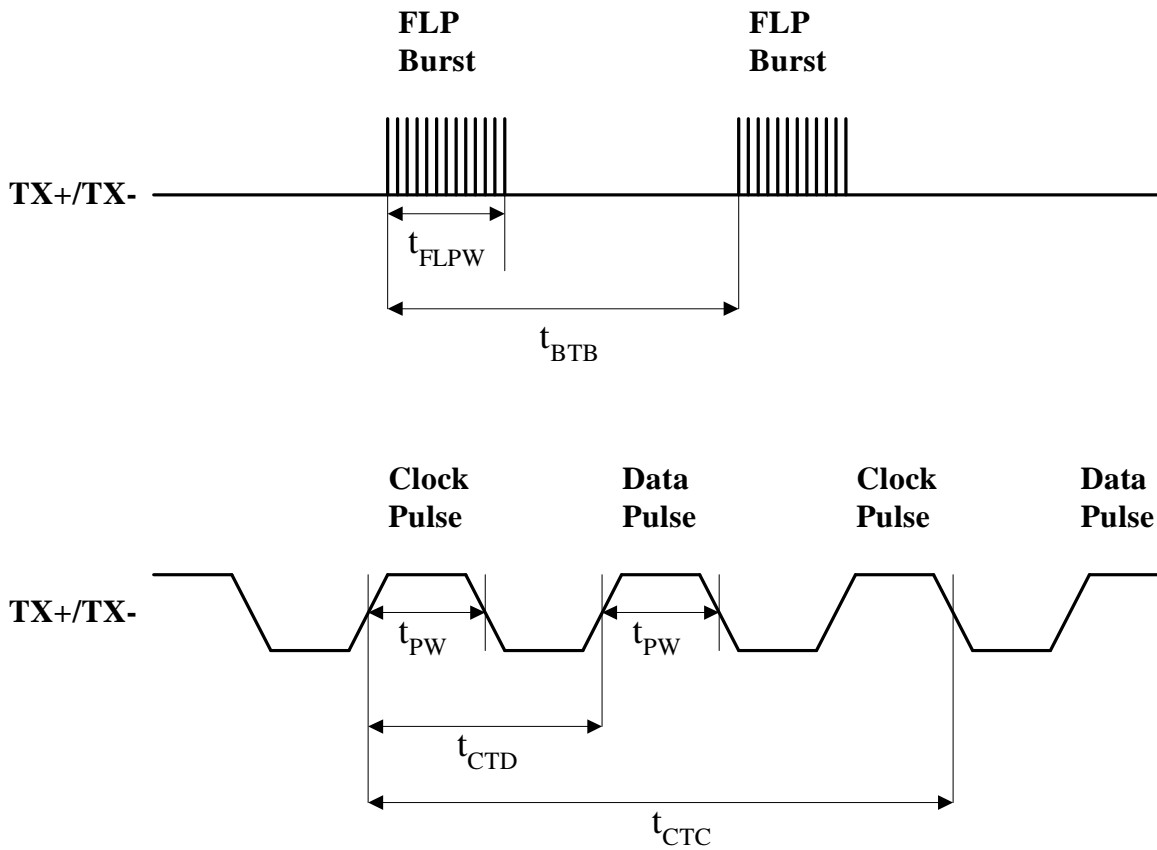 FLP Burst
FLP Burst
TX+/TX-
tFLPW
tBTB
Clock Pulse
Data Pulse
Clock Pulse
Data Pulse
TX+/TX-
tPW
tPW
tCTD
tCTC